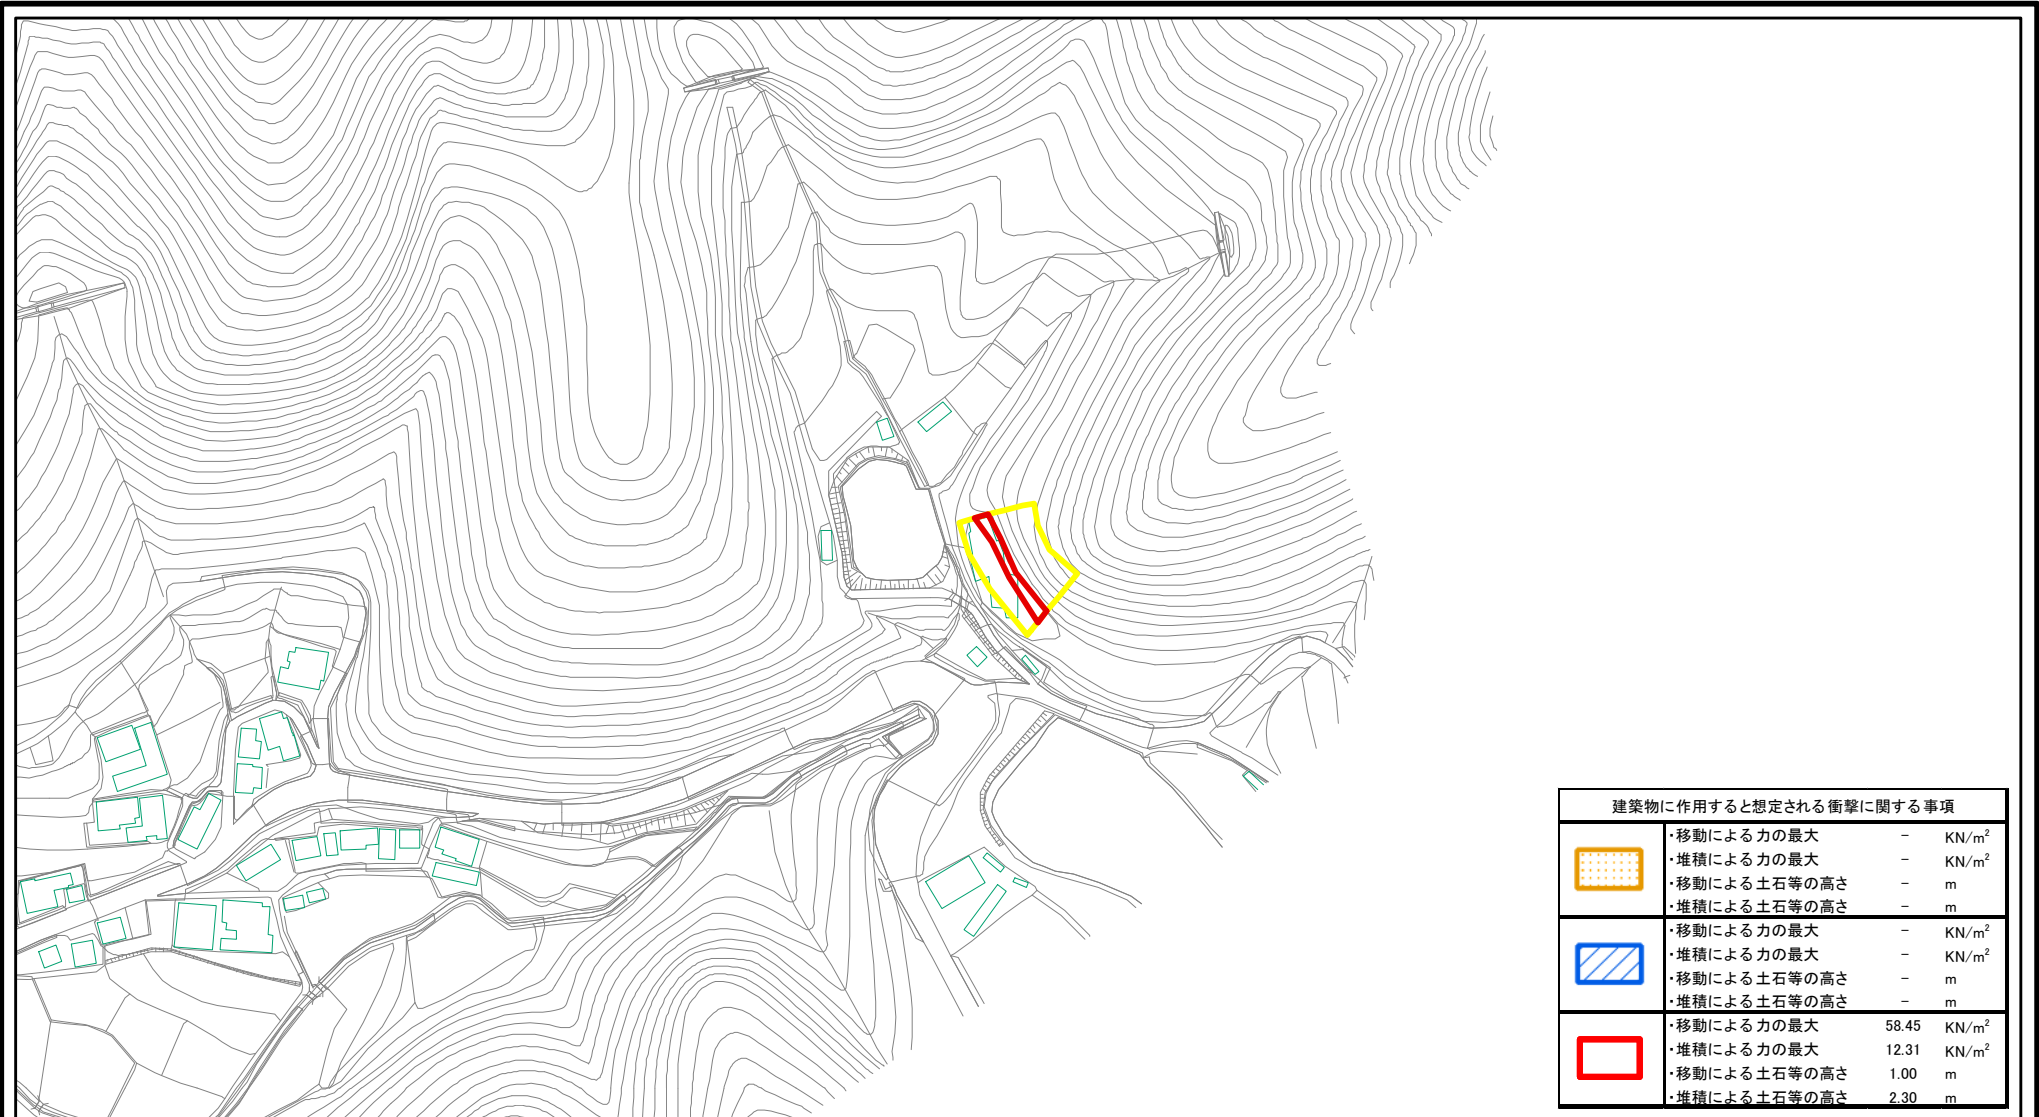 建築物に作用すると想定される衝撃に関する事項
・移動による力の最大 － KN/m²
・堆積による力の最大 － KN/m²
・移動による土石等の高さ － m
・堆積による土石等の高さ － m
・移動による力の最大 － KN/m²
・堆積による力の最大 － KN/m²
・移動による土石等の高さ － m
・堆積による土石等の高さ － m
・移動による力の最大 58.45 KN/m²
・堆積による力の最大 12.31 KN/m²
・移動による土石等の高さ 1.00 m
・堆積による土石等の高さ 2.30 m